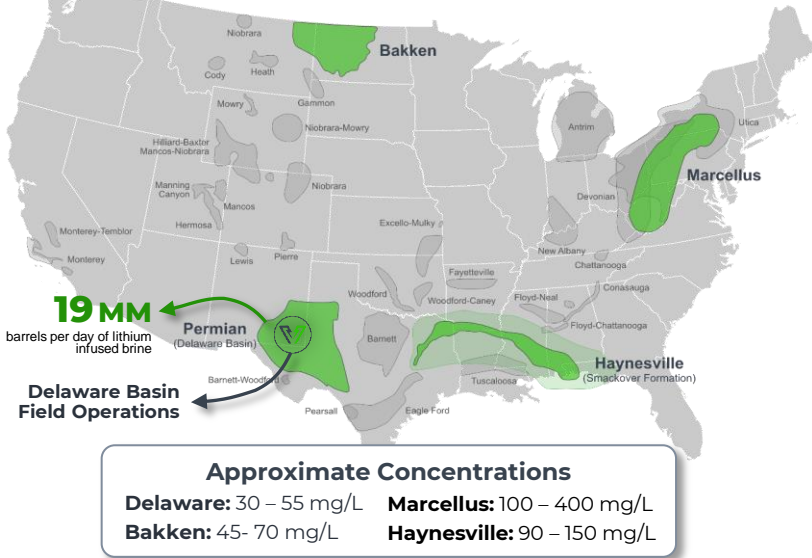 Niobrara
Bakken
Cody
Heath
Mowry
Gammon
Niobrara-Mowry
Antrim
Utica
Hilliard-Baxter
Mancos-Niobrara
Marcellus
Manning
Canyon
Niobrara
Devonian
Mancos
Hermosa
Excello-Mulky
Monterey-Temblor
New Albany
Monterey
Lewis
Pierre
Chattanooga
Fayetteville
Conasauga
Woodford
Woodford-Caney
Floyd-Neal
19 MM
barrels per day of lithium
infused brine
Permian
(Delaware Basin)
Floyd-Chattanooga
Barnett
Haynesville
(Smackover Formation)
Barnett-Woodford
Tuscaloosa
Delaware Basin
Field Operations
Pearsall
Eagle Ford
Approximate Concentrations
Delaware: 30 – 55 mg/L
Marcellus: 100 – 400 mg/L
Bakken: 45- 70 mg/L
Haynesville: 90 – 150 mg/L